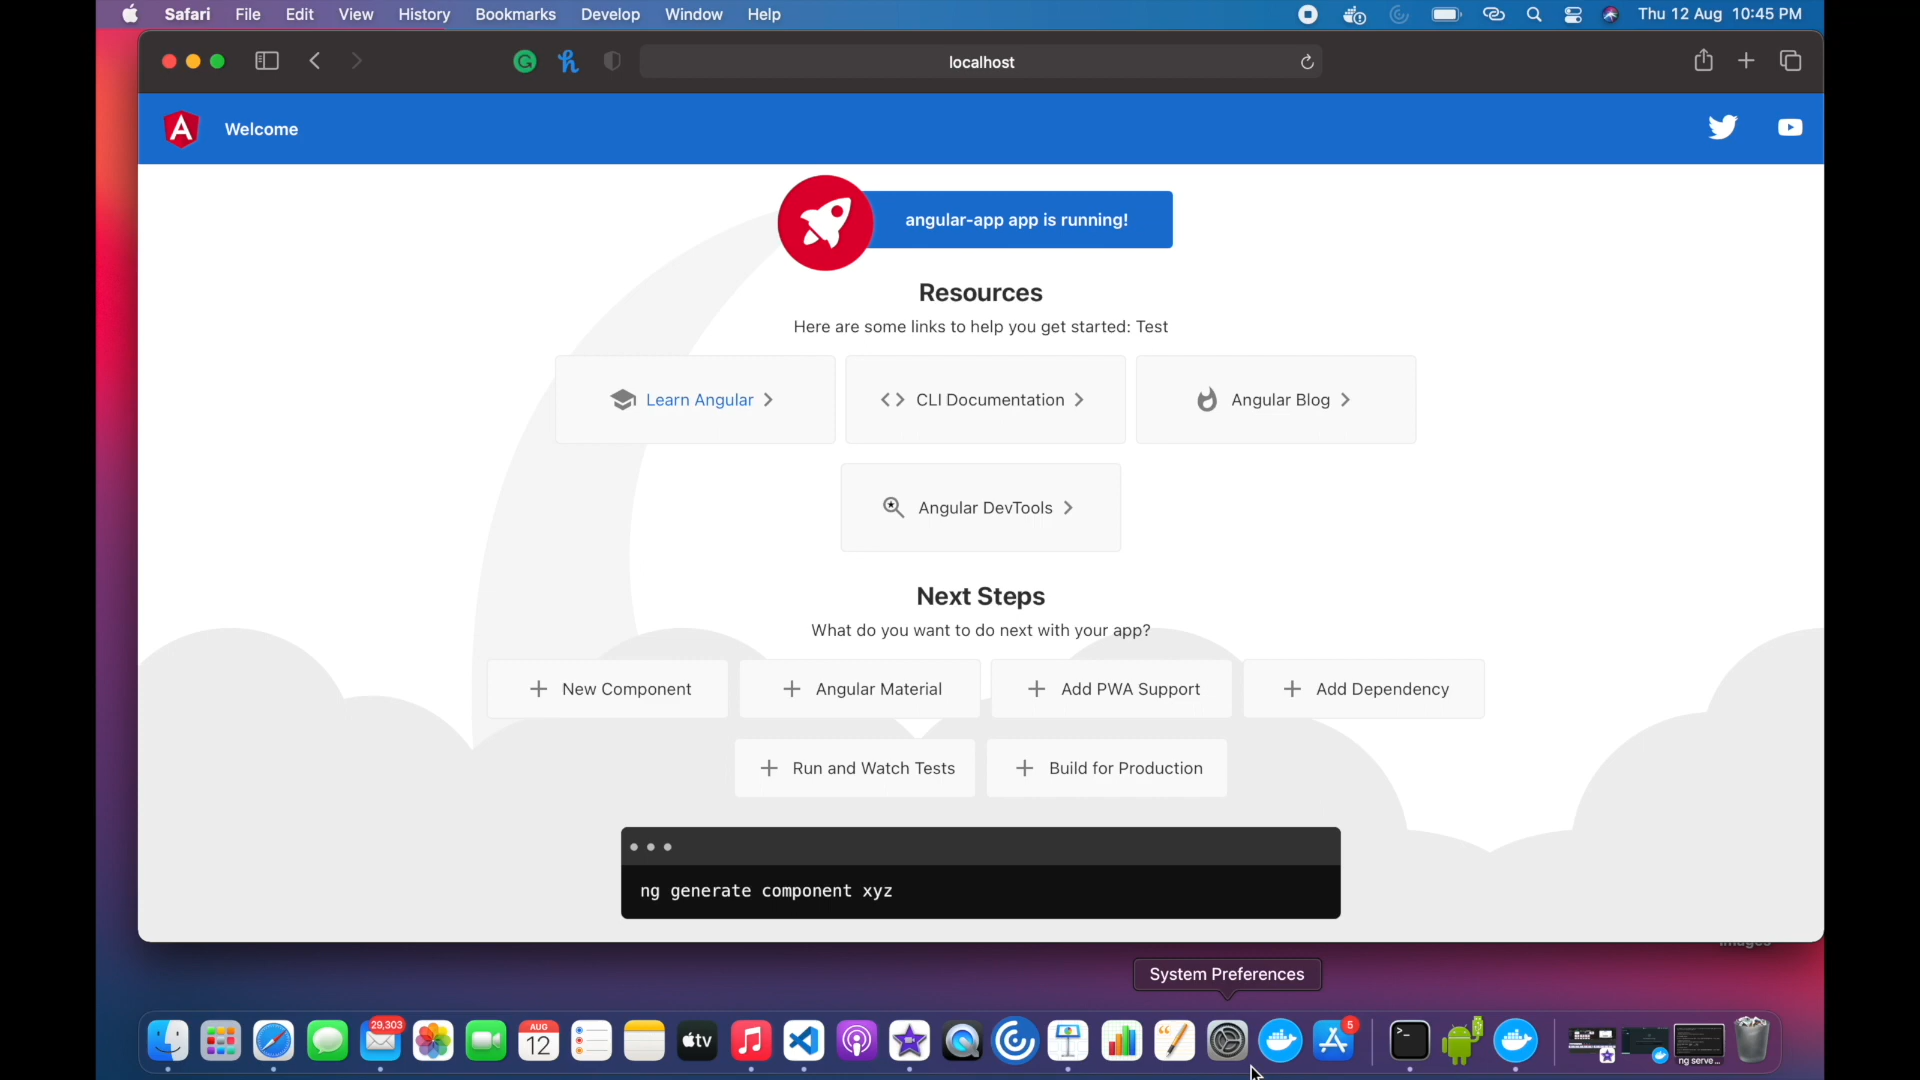 Safari File Edit View History Bookmarks Develop Window Help Thu 12 Aug 10:45 PM
localhost
Welcome
angular-app app is running!
Resources
Here are some links to help you get started: Test
Learn Angular
CLI Documentation
Angular Blog
Angular DevTools
Next Steps
What do you want to do next with your app?
New Component
Angular Material
Add PWA Support
Add Dependency
Run and Watch Tests
Build for Production
ng generate component xyz
System Preferences
29,303
AUG
12
tv
5
ng serve...